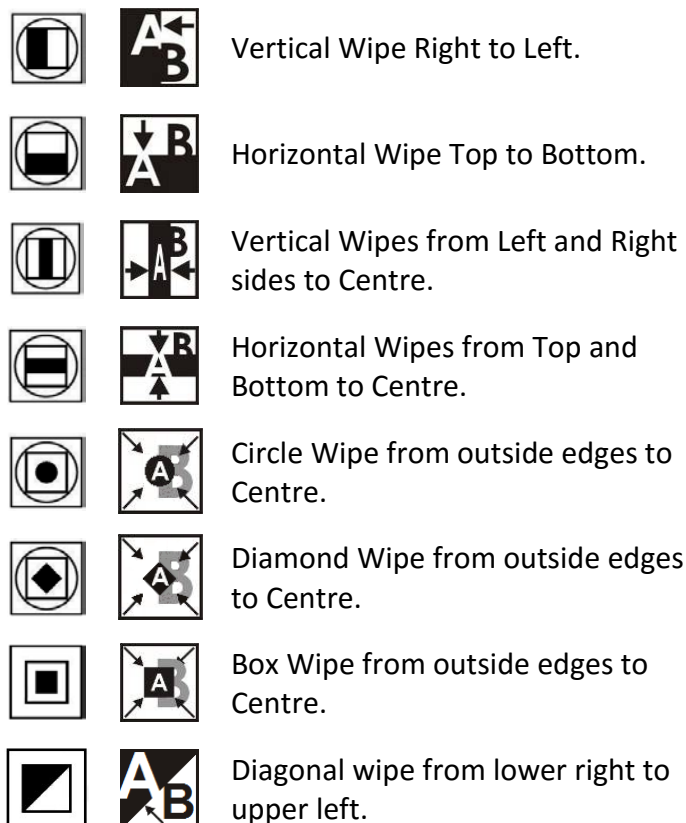 A B Vertical Wipe Right to Left.
A B Horizontal Wipe Top to Bottom.
A B Vertical Wipes from Left and Right
sides to Centre.
A B Horizontal Wipes from Top and
Bottom to Centre.
A B Circle Wipe from outside edges to
Centre.
A B Diamond Wipe from outside edges
to Centre.
A B Box Wipe from outside edges to
Centre.
A B Diagonal wipe from lower right to
upper left.